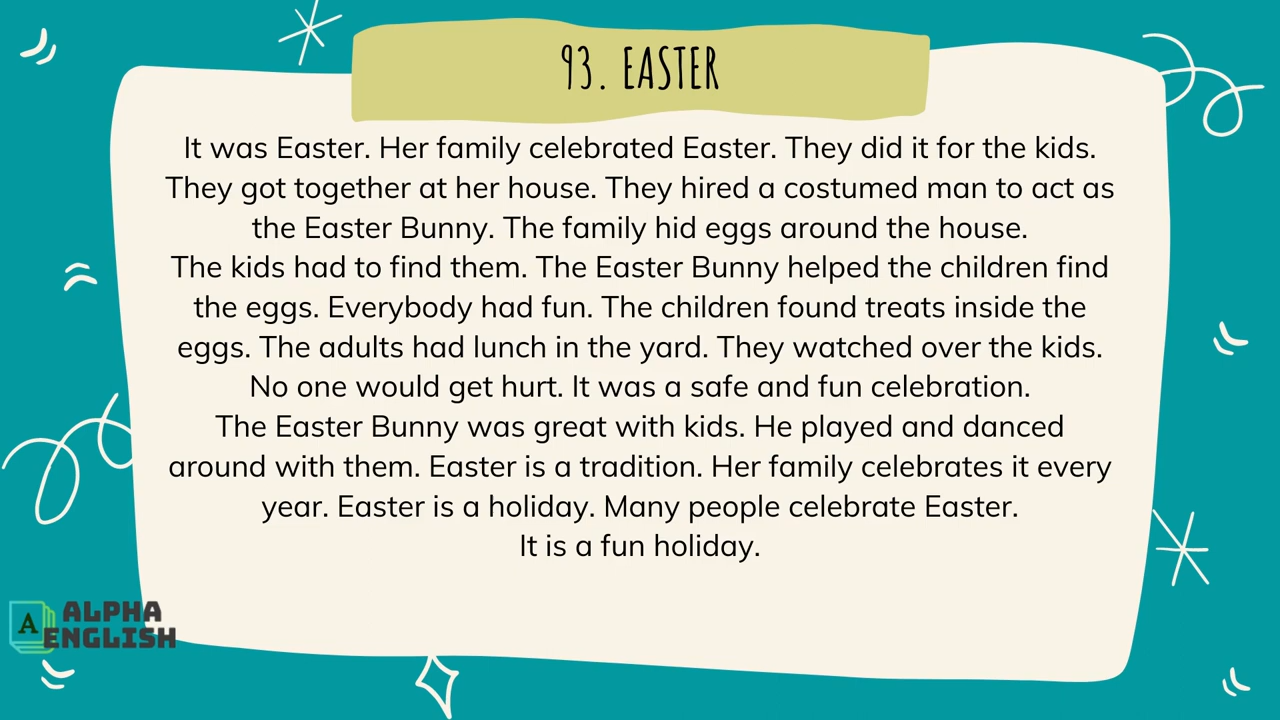 93. EASTER
It was Easter. Her family celebrated Easter. They did it for the kids.
They got together at her house. They hired a costumed man to act as
the Easter Bunny. The family hid eggs around the house.
The kids had to find them. The Easter Bunny helped the children find
the eggs. Everybody had fun. The children found treats inside the
eggs. The adults had lunch in the yard. They watched over the kids.
No one would get hurt. It was a safe and fun celebration.
The Easter Bunny was great with kids. He played and danced
around with them. Easter is a tradition. Her family celebrates it every
year. Easter is a holiday. Many people celebrate Easter.
It is a fun holiday.
A
ALPHA
ENGLISH